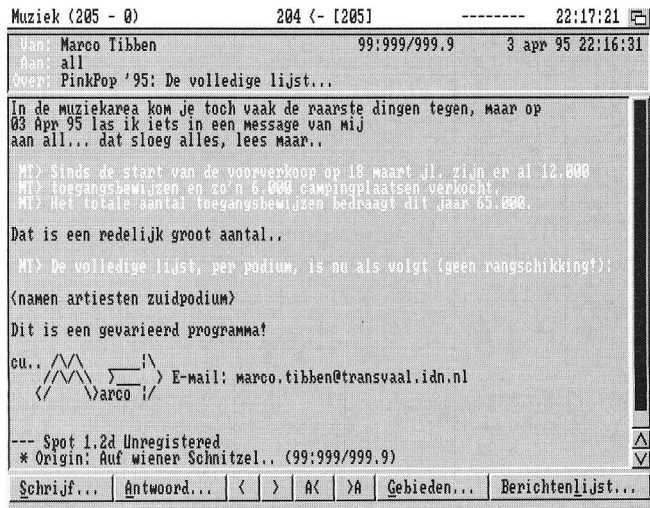 Muziek (205 - 0) 204 <- [205] -------- 22:17:21
Van: Marco Tibben 99:999/999.9 3 apr 95 22:16:31
Aan: all
Over: PinkPop '95: De volledige lijst...
In de muziekarea kom je toch vaak de raarste dingen tegen, maar op
03 Apr 95 las ik iets in een message van mij
aan all... dat sloeg alles, lees maar..
MT> Sinds de start van de voorverkoop op 18 maart jl. zijn er al 12.000
MT> toegangsbewijzen en zo'n 6.000 campingplaatsen verkocht.
MT> Het totale aantal toegangsbewijzen bedraagt dit jaar 65.000.
Dat is een redelijk groot aantal..
MT> De volledige lijst, per podium, is nu als volgt (geen rangschikking!):
<namen artiesten zuidpodium>
Dit is een gevarieerd programma!
cu.. /\/\ ____|\
//\/\\ >___ > E-mail: marco.tibben@transvaal.idn.nl
</ \>arco |/
--- Spot 1.2d Unregistered
* Origin: Auf wiener Schnitzel.. (99:999/999.9)
Schrijf... Antwoord... < > A< >A Gebieden... Berichtenlijst...